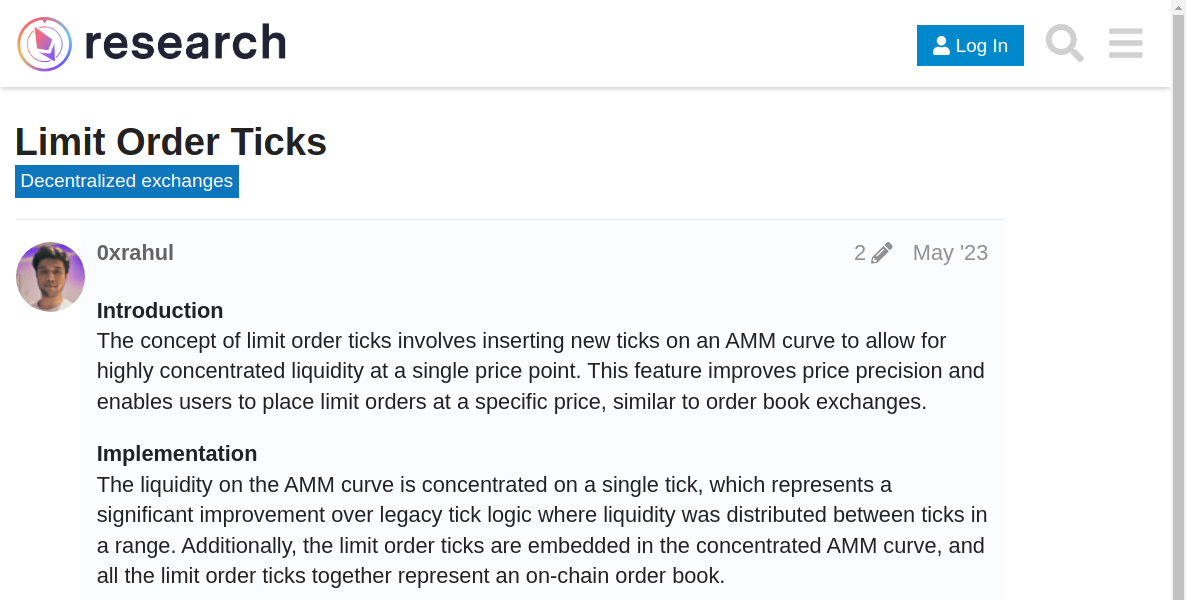 research
Log In
Limit Order Ticks
Decentralized exchanges
0xrahul
2
May '23
Introduction
The concept of limit order ticks involves inserting new ticks on an AMM curve to allow for
highly concentrated liquidity at a single price point. This feature improves price precision and
enables users to place limit orders at a specific price, similar to order book exchanges.
Implementation
The liquidity on the AMM curve is concentrated on a single tick, which represents a
significant improvement over legacy tick logic where liquidity was distributed between ticks in
a range. Additionally, the limit order ticks are embedded in the concentrated AMM curve, and
all the limit order ticks together represent an on-chain order book.